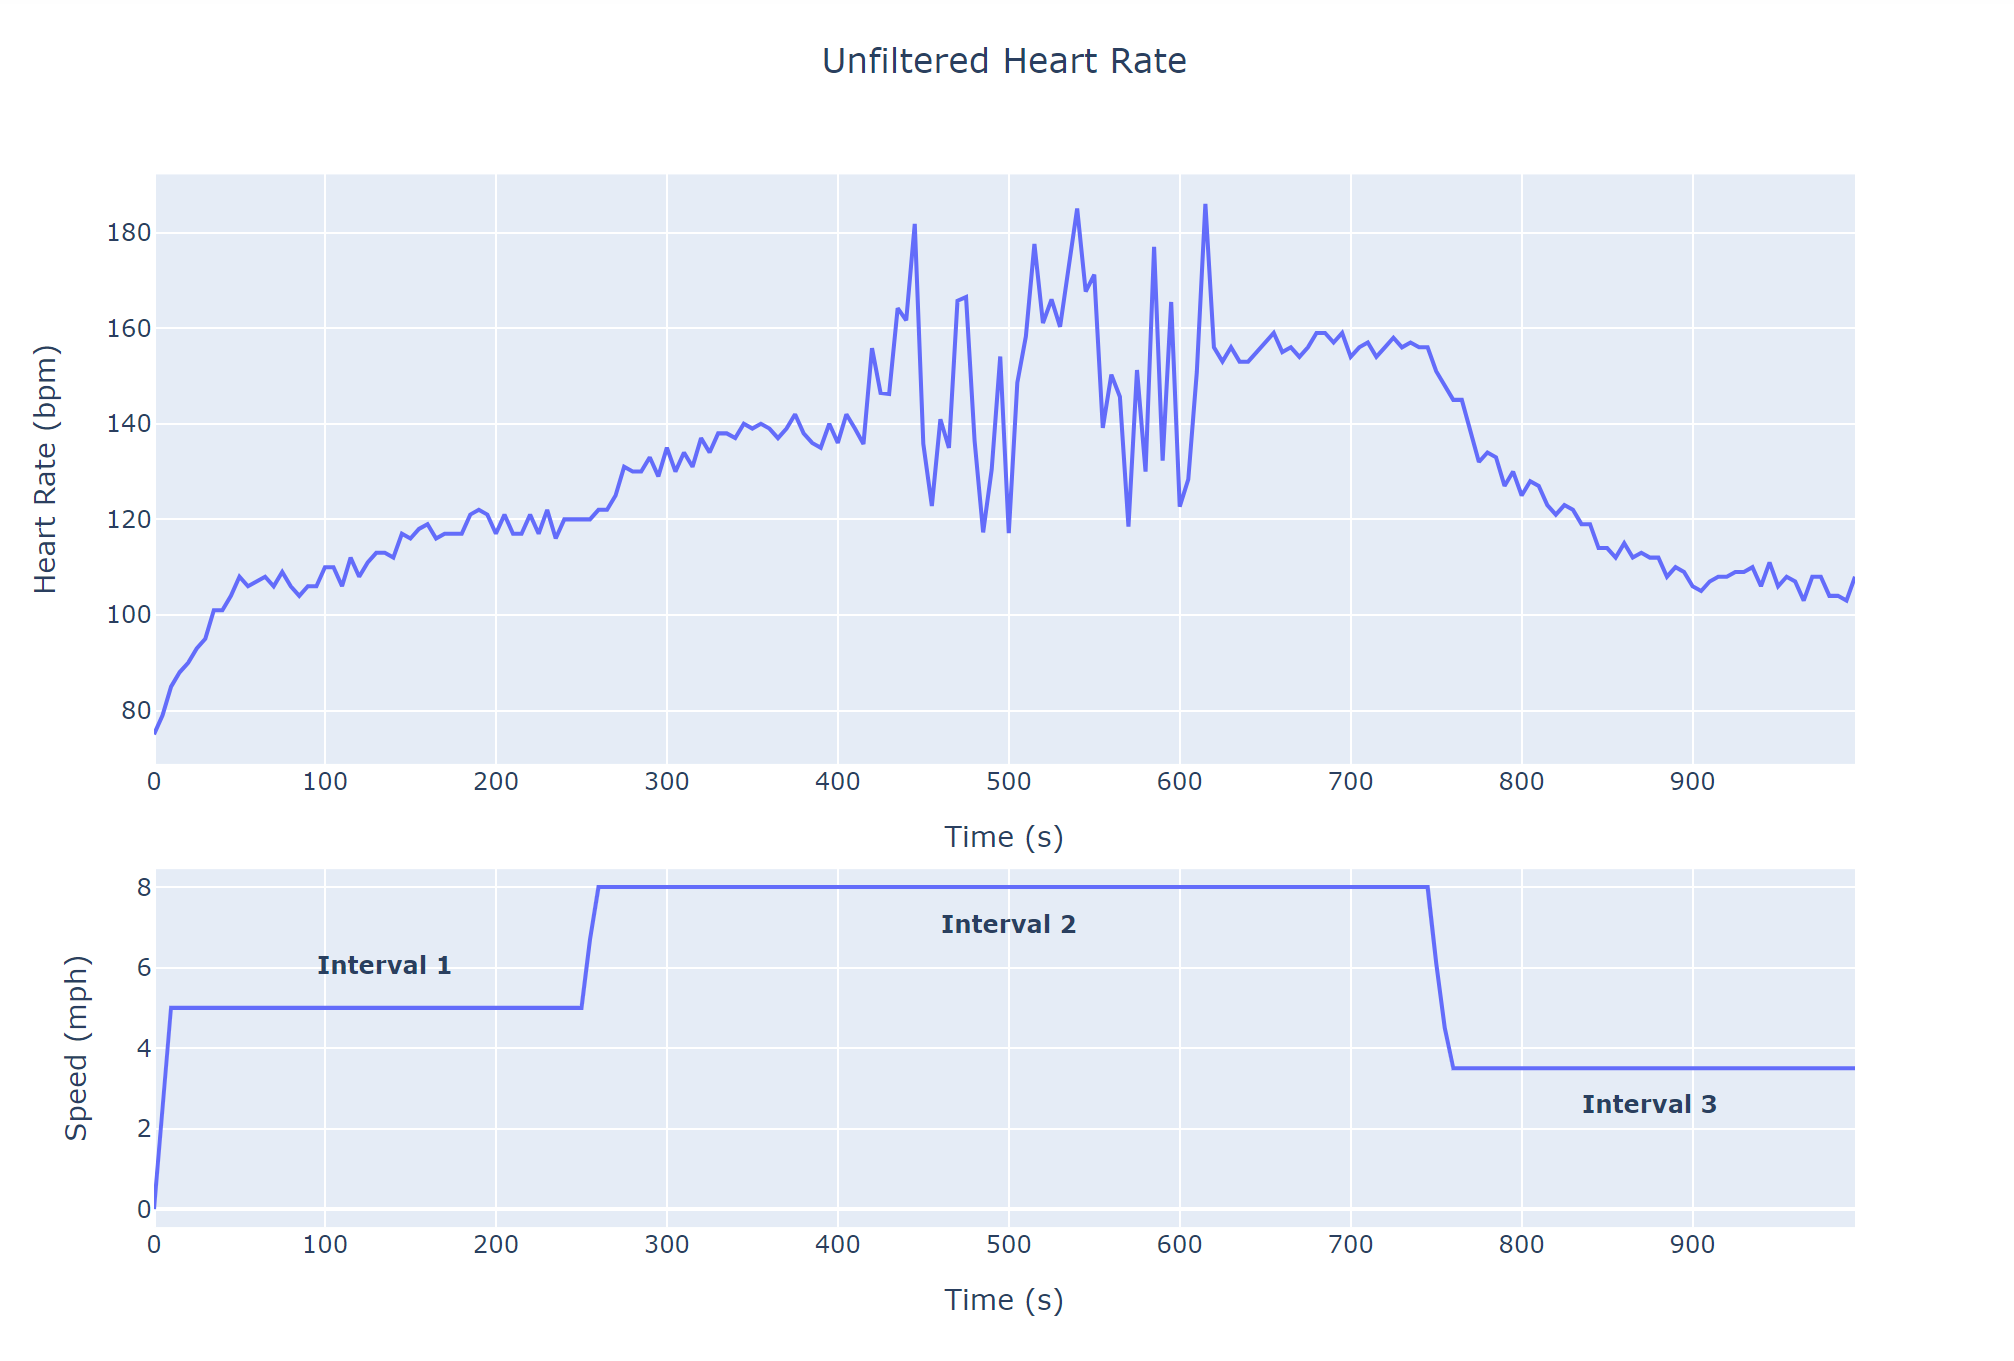 Unfiltered Heart Rate
Heart Rate (bpm)
180
160
140
120
100
80
0 100 200 300 400 500 600 700 800 900
Time (s)
Speed (mph)
8
6
4
2
0
Interval 1
Interval 2
Interval 3
0 100 200 300 400 500 600 700 800 900
Time (s)